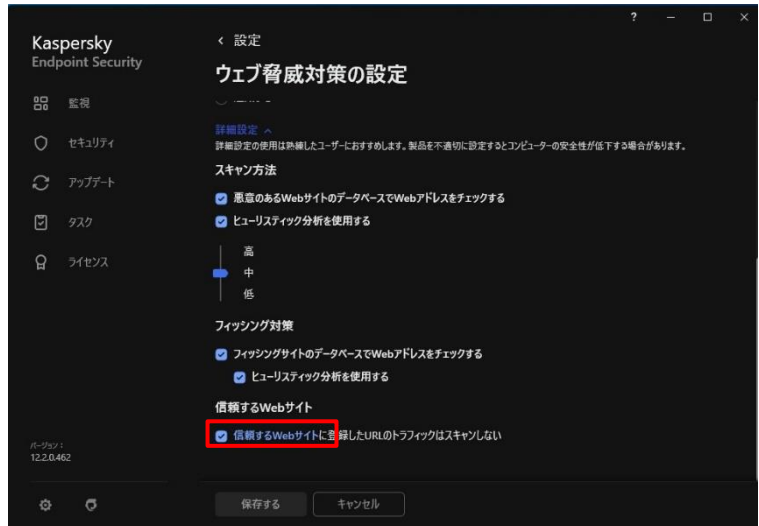 ? − □ ×
Kaspersky
Endpoint Security
監視
セキュリティ
アップデート
タスク
ライセンス
バージョン :
12.2.0.462
< 設定
ウェブ脅威対策の設定
詳細設定 ^
詳細設定の使用は熟練したユーザーにおすすめします。製品を不適切に設定するとコンピューターの安全性が低下する場合があります。
スキャン方法
悪意のあるWebサイトのデータベースでWebアドレスをチェックする
ヒューリスティック分析を使用する
高
中
低
フィッシング対策
フィッシングサイトのデータベースでWebアドレスをチェックする
ヒューリスティック分析を使用する
信頼するWebサイト
信頼するWebサイトに登録したURLのトラフィックはスキャンしない
保存する
キャンセル